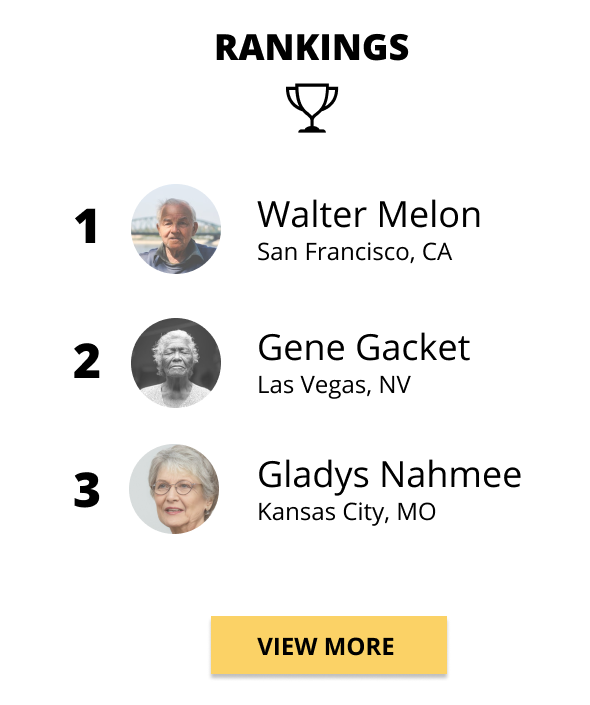 RANKINGS
1
Walter Melon
San Francisco, CA
2
Gene Gacket
Las Vegas, NV
3
Gladys Nahmee
Kansas City, MO
VIEW MORE